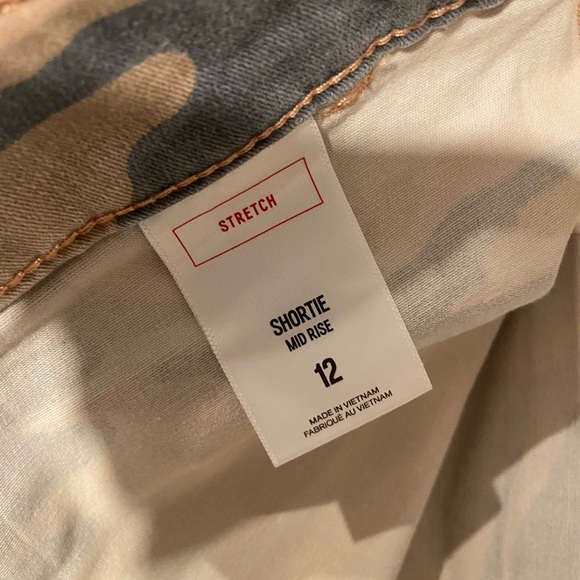 STRETCH
SHORTIE
MID RISE
12
MADE IN VIETNAM
FABRIQUÉ AU VIETNAM